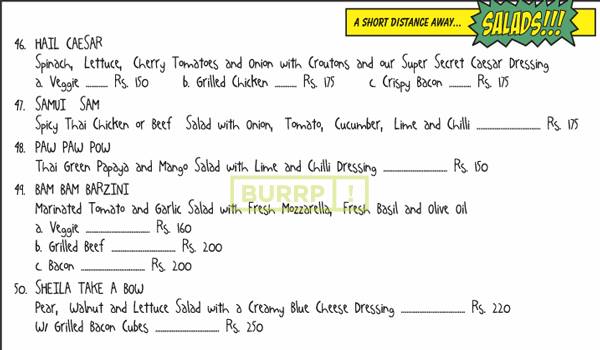 A SHORT DISTANCE AWAY... SALADS!!!
46. HAIL CAESAR
Spinach, Lettuce, Cherry Tomatoes and Onion with Croutons and our Super Secret Caesar Dressing
a. Veggie ........... Rs. 150 b. Grilled Chicken ........... Rs. 175 c. Crispy Bacon ........... Rs. 175
47. SAMUI SAM
Spicy Thai Chicken or Beef Salad with Onion, Tomato, Cucumber, Lime and Chilli ........... Rs. 175
48. PAW PAW POW
Thai Green Papaya and Mango Salad with Lime and Chilli Dressing ........... Rs. 150
49. BAM BAM BARZINI
BURRP!
Marinated Tomato and Garlic Salad with Fresh Mozzarella, Fresh Basil and Olive Oil
a. Veggie ........... Rs. 160
b. Grilled Beef ........... Rs. 200
c. Bacon ........... Rs. 200
50. SHEILA TAKE A BOW
Pear, Walnut and Lettuce Salad with a Creamy Blue Cheese Dressing ........... Rs. 220
W/ Grilled Bacon Cubes ........... Rs. 250